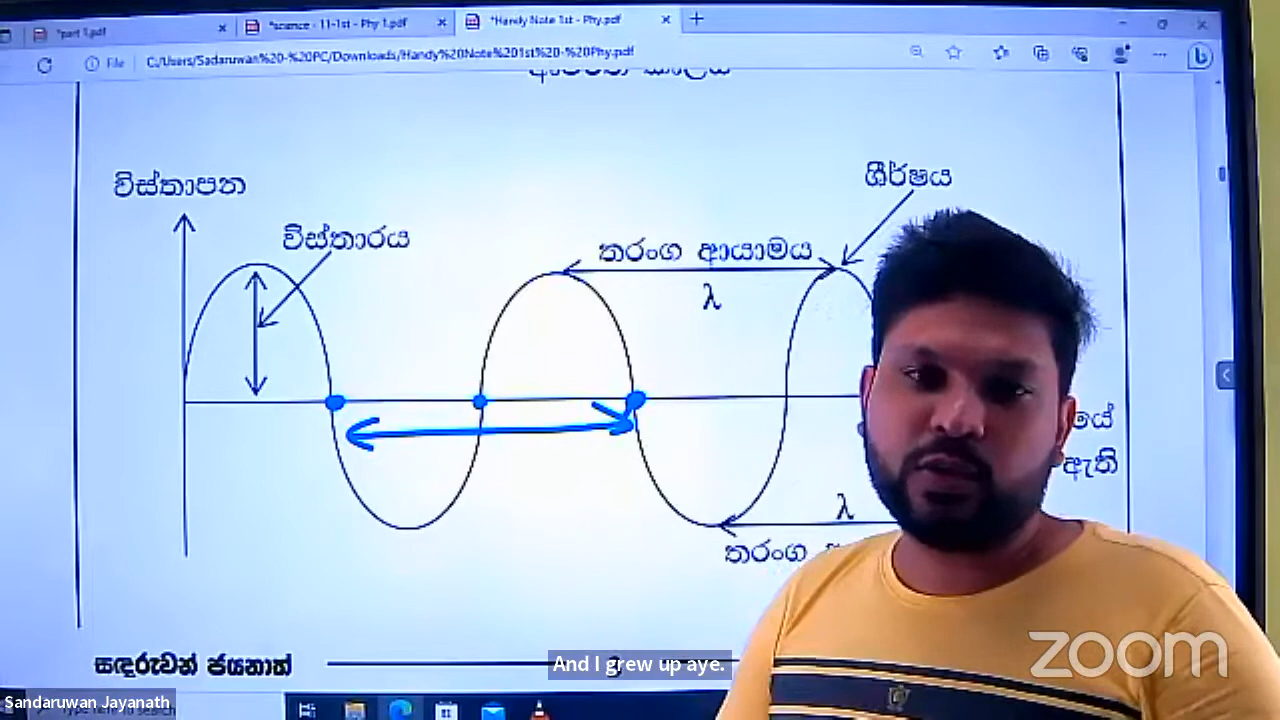 *part 1.pdf
*science - 11-1st - Phy 1.pdf
*Handy Note 1st - Phy.pdf
File
C:/Users/Sadaruwan%20-%20PC/Downloads/Handy%20Note%201st%20-%20Phy.pdf
විස්තාපන
ශීර්ෂය
විස්තාරය
තරංග ආයාමය
λ
යේ
ඇති
λ
තරංග
සඳරුවන් ජයනාත්
And I grew up aye.
zoom
Sandaruwan Jayanath